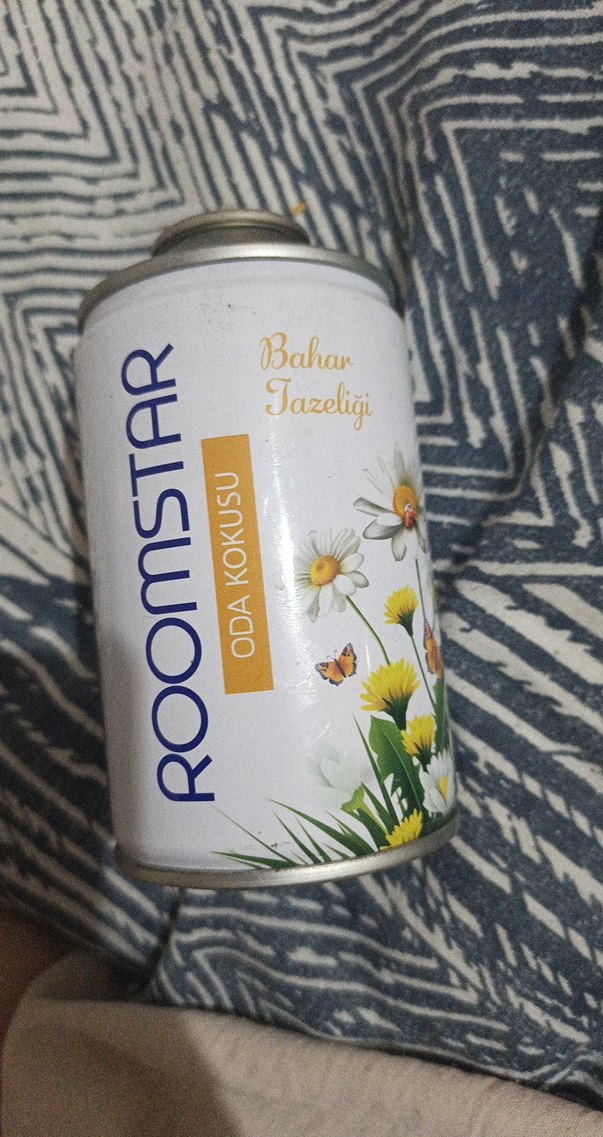 ROOMSTAR
ODA KOKUSU
Bahar
Tazeliği